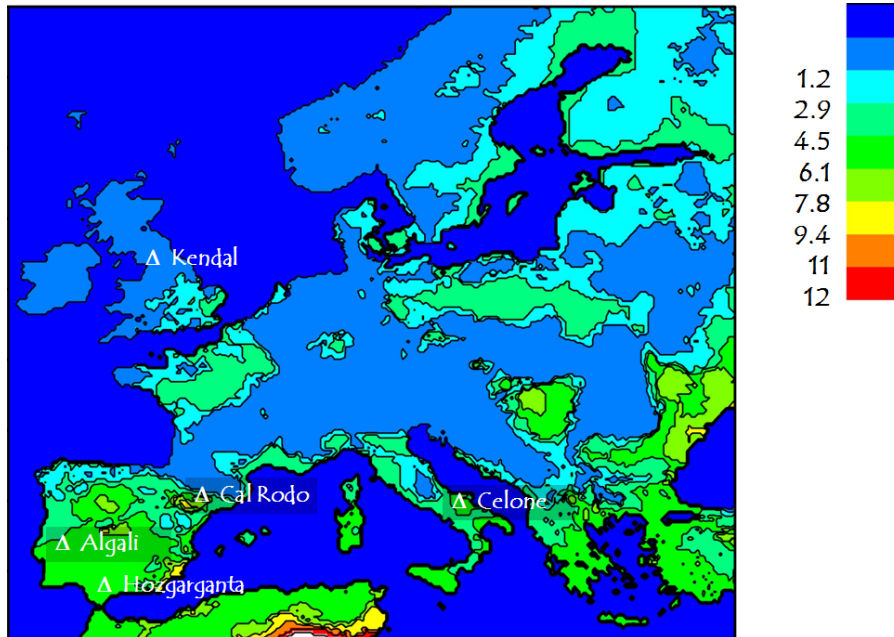 1.2
2.9
4.5
6.1
7.8
9.4
11
12
Δ Kendal
Δ Cal Rodo
Δ Celone
Δ Algali
Δ Hozgarganta